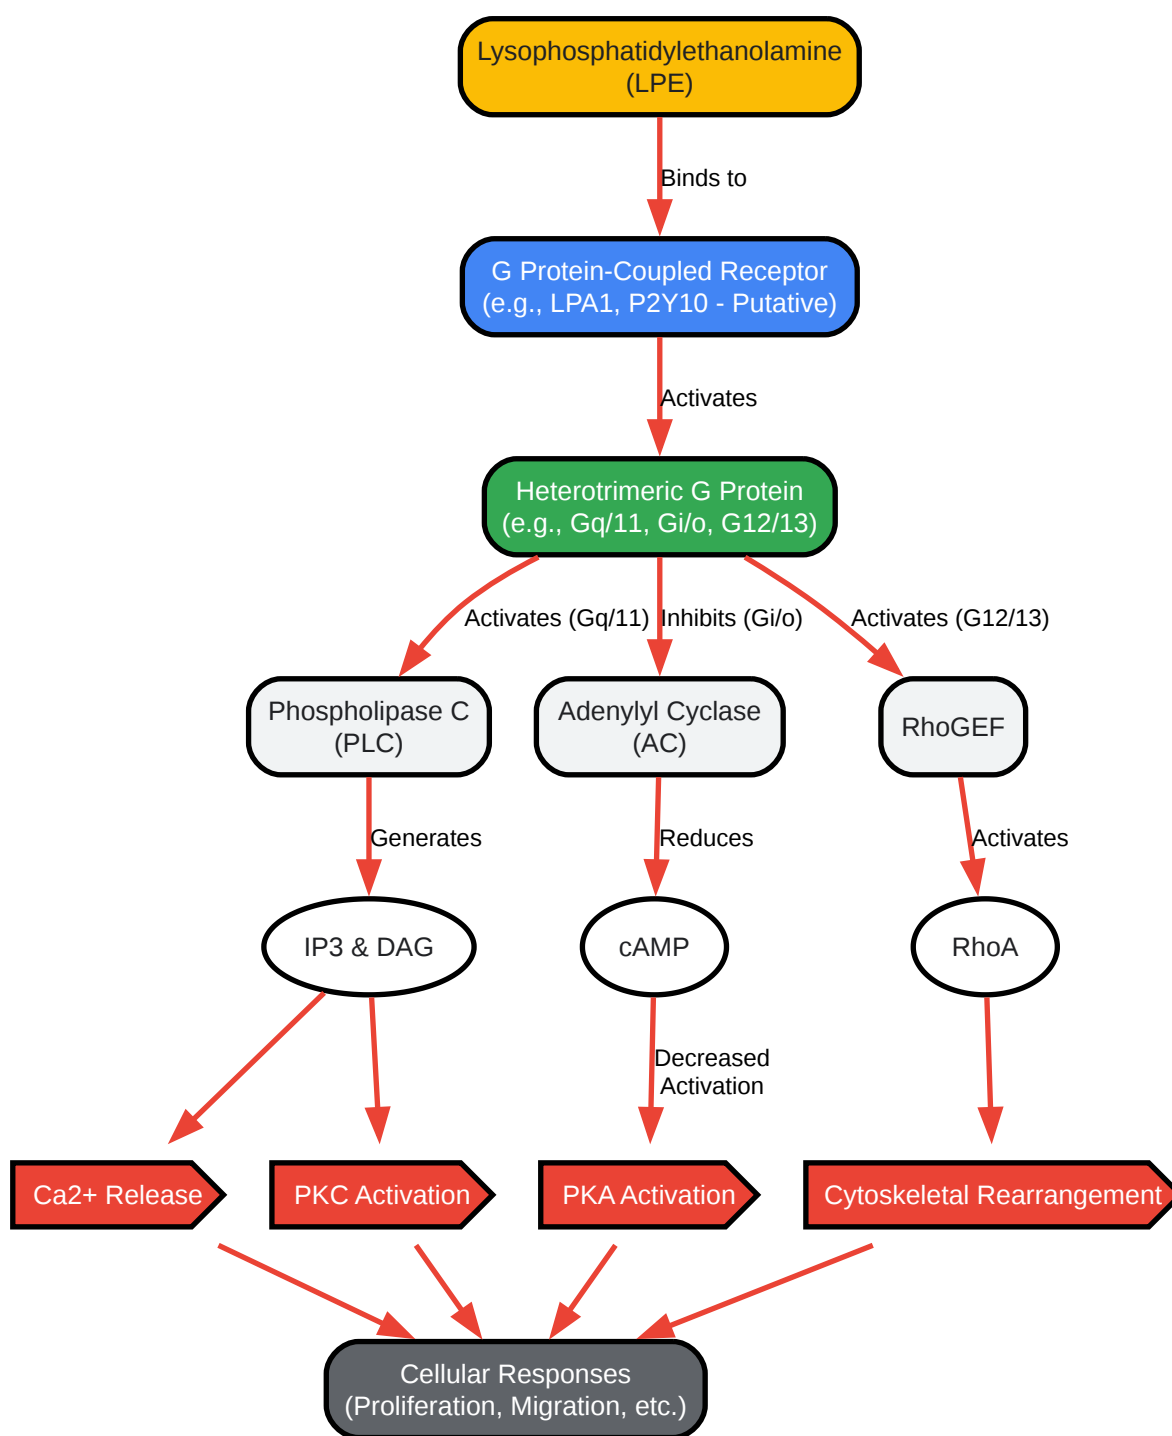 Lysophosphatidylethanolamine
(LPE)
Binds to
G Protein-Coupled Receptor
(e.g., LPA1, P2Y10 - Putative)
Activates
Heterotrimeric G Protein
(e.g., Gq/11, Gi/o, G12/13)
Activates (Gq/11)
Inhibits (Gi/o)
Activates (G12/13)
Phospholipase C
(PLC)
Adenylyl Cyclase
(AC)
RhoGEF
Generates
Reduces
Activates
IP3 & DAG
cAMP
RhoA
Decreased
Activation
Ca2+ Release
PKC Activation
PKA Activation
Cytoskeletal Rearrangement
Cellular Responses
(Proliferation, Migration, etc.)